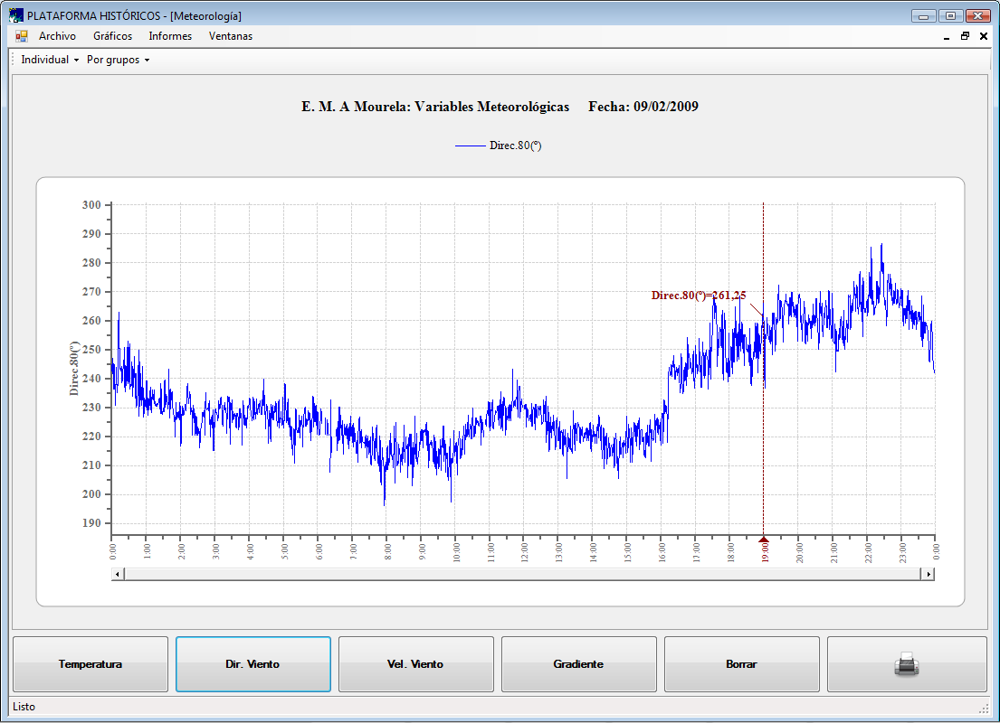 PLATAFORMA HISTÓRICOS - [Meteorología]
Archivo Gráficos Informes Ventanas
Individual Por grupos
E. M. A Mourela: Variables Meteorológicas Fecha: 09/02/2009
Direc.80(°)
300
290
280
270
260
250
240
230
220
210
200
190
Direc.80(°)
Direc.80(°)=261,25
0:00 1:00 2:00 3:00 4:00 5:00 6:00 7:00 8:00 9:00 10:00 11:00 12:00 13:00 14:00 15:00 16:00 17:00 18:00 19:00 20:00 21:00 22:00 23:00 0:00
Temperatura Dir. Viento Vel. Viento Gradiente Borrar
Listo